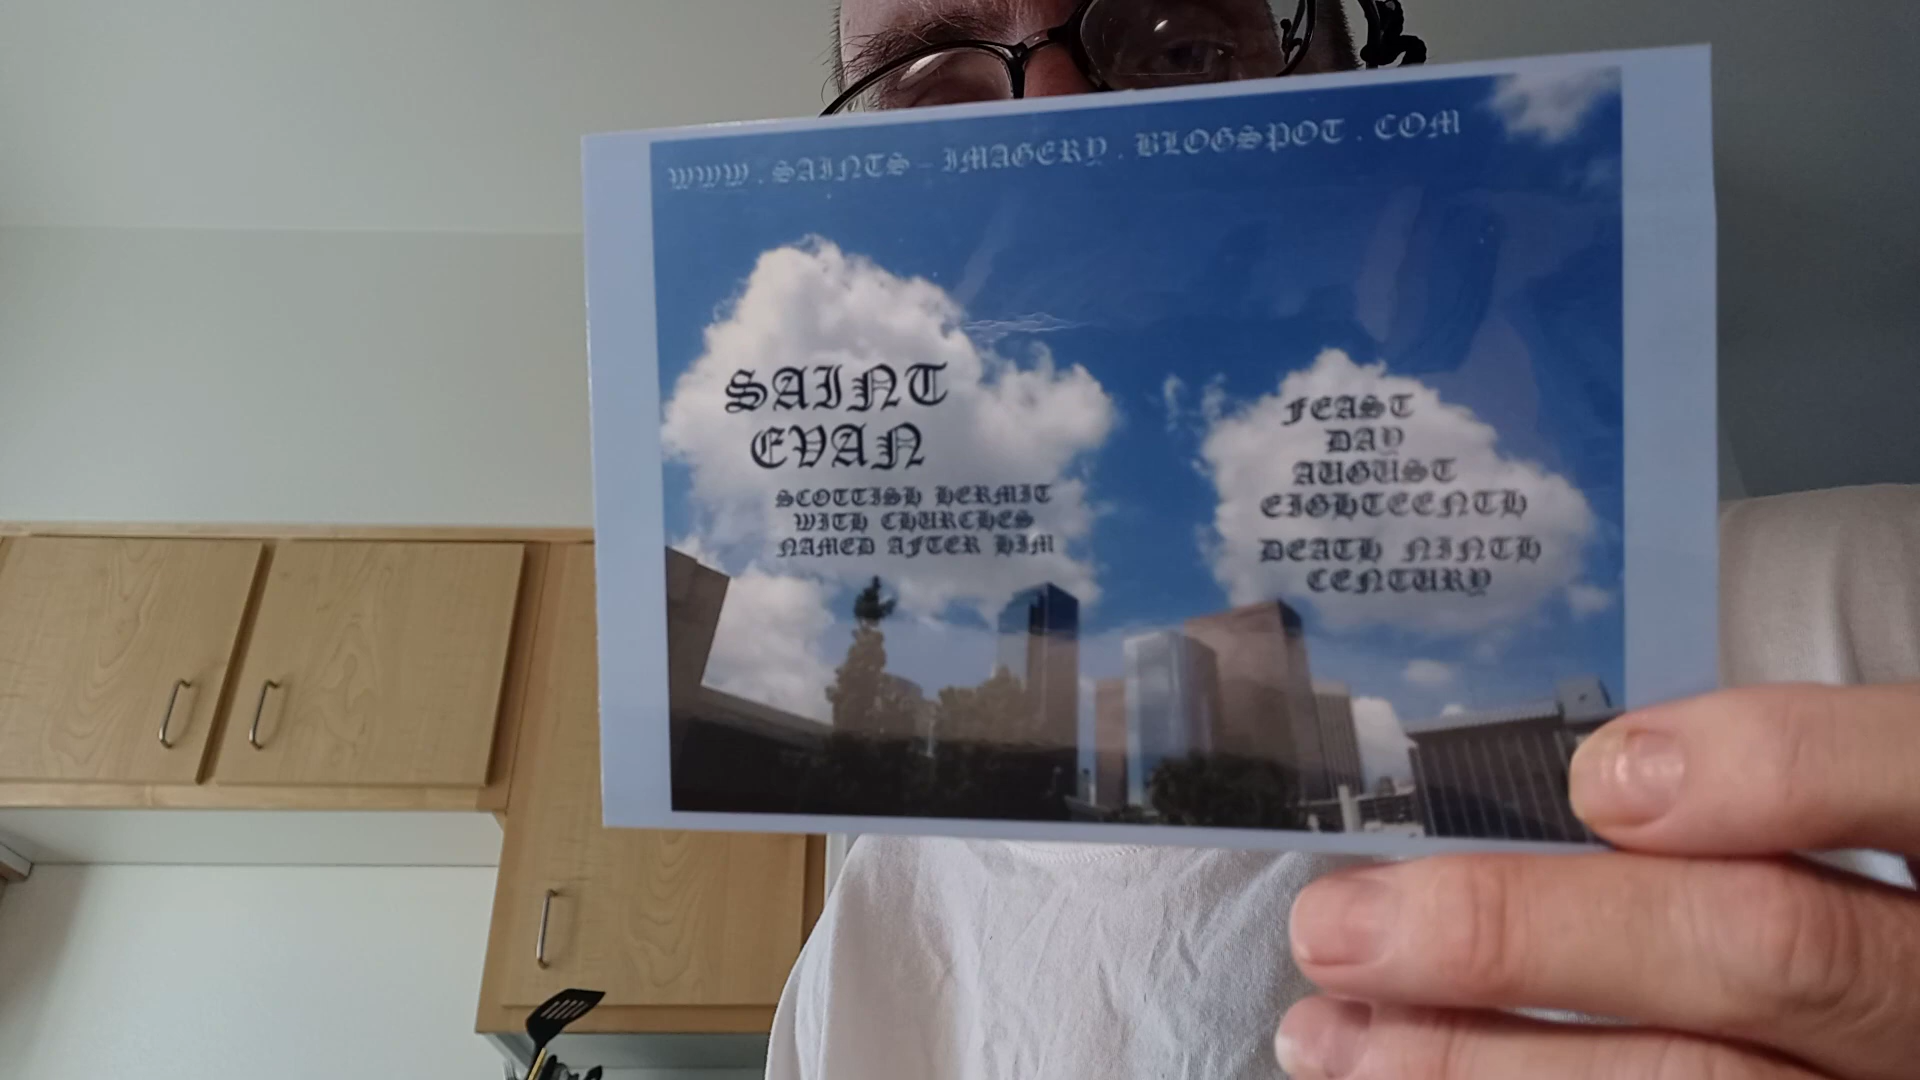 WWW.SAINTS-IMAGERY.BLOGSPOT.COM
SAINT
EVAN
SCOTTISH HERMIT
WITH CHURCHES
NAMED AFTER HIM
FEAST
DAY
AUGUST
EIGHTEENTH
DEATH NINTH
CENTURY